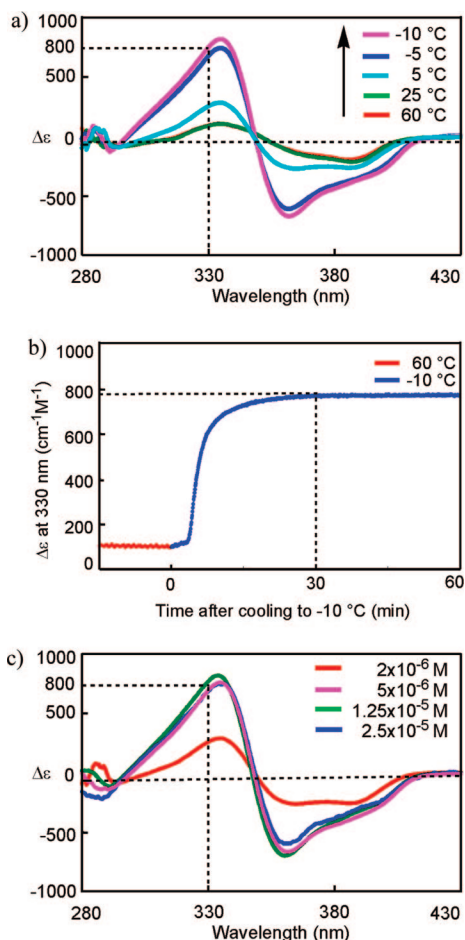 a)
1000
800
500
0
-500
-1000
Δε
-10 °C
-5 °C
5 °C
25 °C
60 °C
280
330
380
430
Wavelength (nm)
b)
1000
800
600
400
200
0
Δε at 330 nm (cm⁻¹M⁻¹)
60 °C
-10 °C
0
30
60
Time after cooling to -10 °C (min)
c)
1000
800
500
0
-500
-1000
Δε
2x10⁻⁶ M
5x10⁻⁶ M
1.25x10⁻⁵ M
2.5x10⁻⁵ M
280
330
380
430
Wavelength (nm)